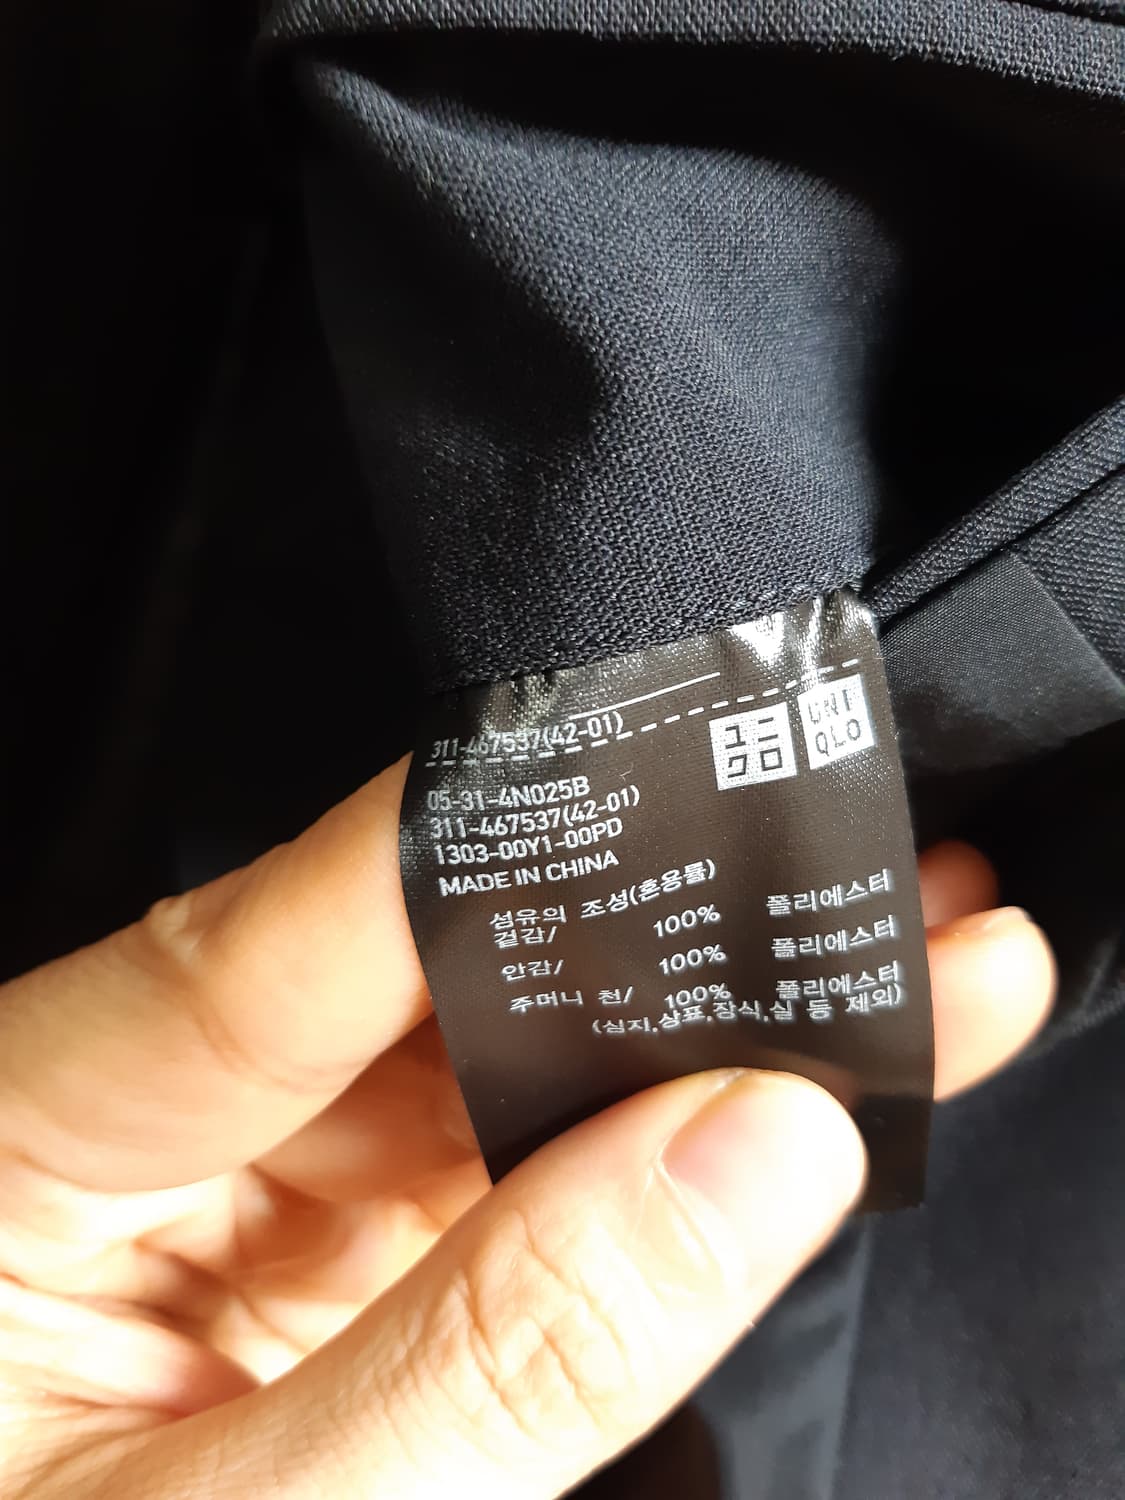 311-467537(42-01)
ユニ
クロ
UNI
QLO
05-31-4N025B
311-467537(42-01)
1303-00Y1-00PD
MADE IN CHINA
섬유의 조성(혼용률)
겉감/ 100% 폴리에스터
안감/ 100% 폴리에스터
주머니 천/ 100% 폴리에스터
(심지,상표,장식,실 등 제외)